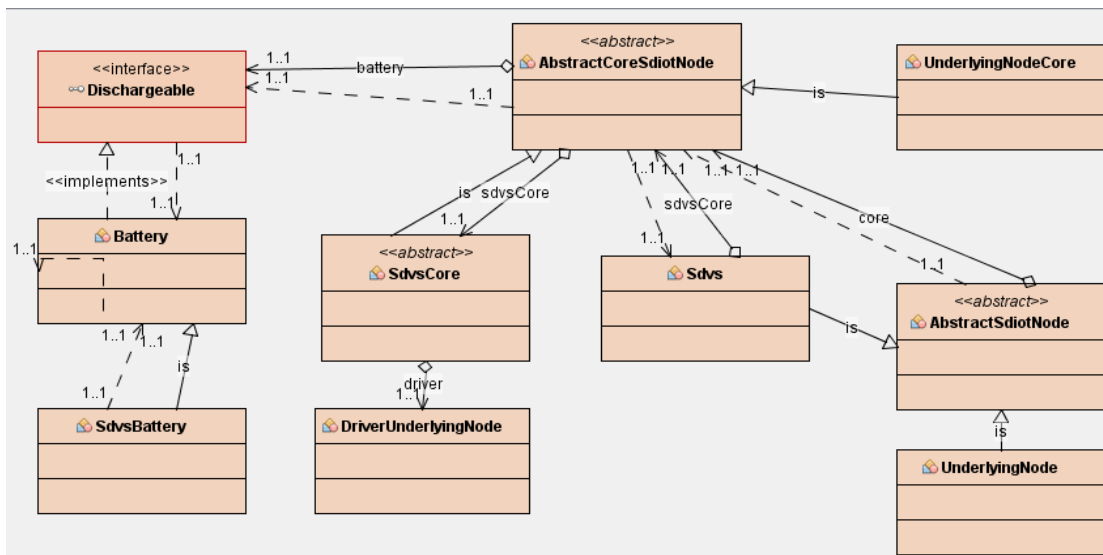 <<abstract>>
AbstractCoreSdiotNode
<<interface>>
Dischargeable
UnderlyingNodeCore
1..1
battery
1..1
1..1
is
1..1
<<implements>>
1..1
1..1
1..1
1..1
1..1
is
sdvsCore
1..1
sdvsCore
1..1
core
1..1
Battery
1..1
<<abstract>>
SdvsCore
Sdvs
<<abstract>>
AbstractSdiotNode
1..1
1..1
is
is
1..1
driver
1..1
SdvsBattery
DriverUnderlyingNode
is
UnderlyingNode